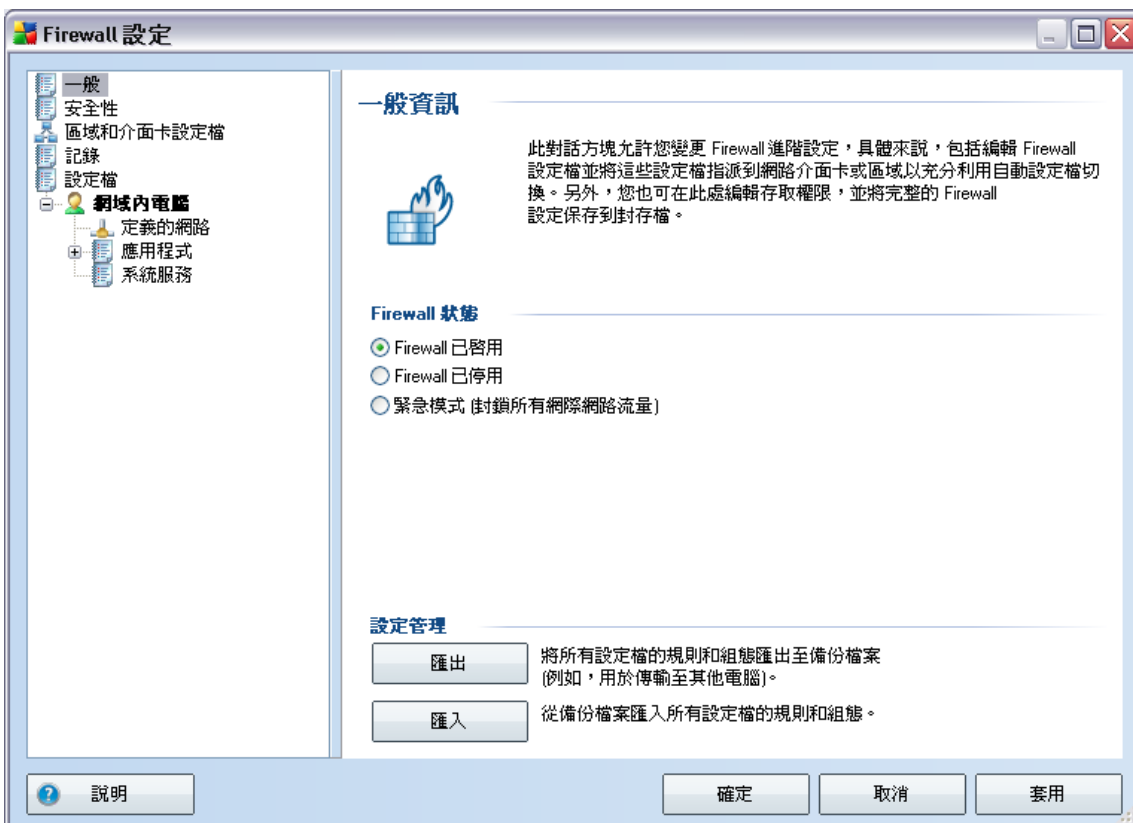 Firewall 設定
一般
安全性
區域和介面卡設定檔
記錄
設定檔
網域內電腦
定義的網路
應用程式
系統服務
一般資訊
此對話方塊允許您變更 Firewall 進階設定，具體來說，包括編輯 Firewall
設定檔並將這些設定檔指派到網路介面卡或區域以充分利用自動設定檔切
換。另外，您也可在此處編輯存取權限，並將完整的 Firewall
設定保存到封存檔。
Firewall 狀態
Firewall 已啓用
Firewall 已停用
緊急模式 (封鎖所有網際網路流量)
設定管理
匯出
將所有設定檔的規則和組態匯出至備份檔案
(例如，用於傳輸至其他電腦)。
匯入
從備份檔案匯入所有設定檔的規則和組態。
說明
確定
取消
套用